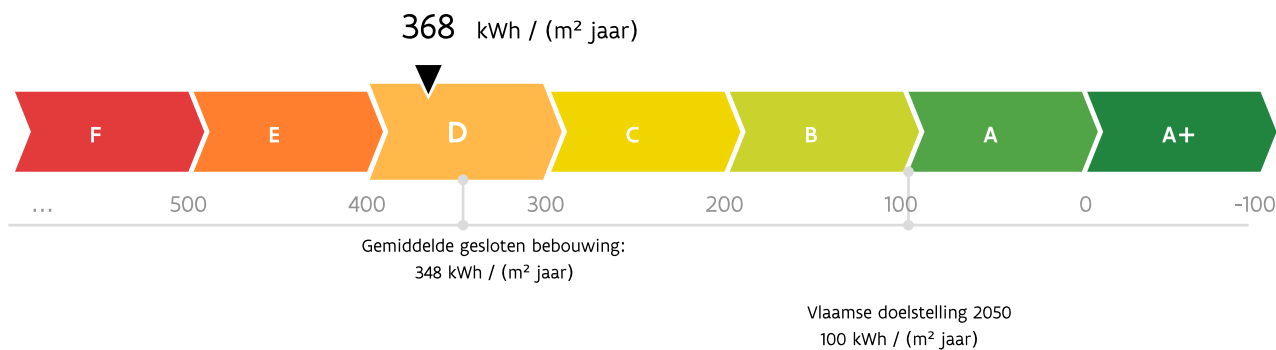 368 kWh / (m² jaar)
F E D C B A A+
... 500 400 300 200 100 0 -100
Gemiddelde gesloten bebouwing:
348 kWh / (m² jaar)
Vlaamse doelstelling 2050
100 kWh / (m² jaar)